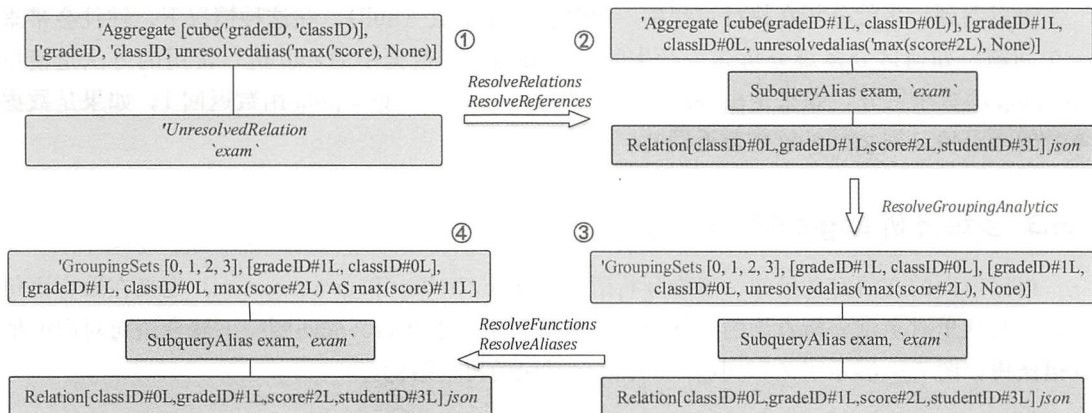 'Aggregate [cube('gradeID, 'classID)],
['gradeID, 'classID, unresolvedalias('max('score), None)]
①
'UnresolvedRelation
`exam`
ResolveRelations
ResolveReferences
②
'Aggregate [cube(gradeID#1L, classID#0L)], [gradeID#1L,
classID#0L, unresolvedalias('max(score#2L), None)]
SubqueryAlias exam, `exam`
Relation[classID#0L,gradeID#1L,score#2L,studentID#3L] json
ResolveGroupingAnalytics
③
'GroupingSets [0, 1, 2, 3], [gradeID#1L, classID#0L], [gradeID#1L,
classID#0L, unresolvedalias('max(score#2L), None)]
SubqueryAlias exam, `exam`
Relation[classID#0L,gradeID#1L,score#2L,studentID#3L] json
ResolveFunctions
ResolveAliases
④
'GroupingSets [0, 1, 2, 3], [gradeID#1L, classID#0L],
[gradeID#1L, classID#0L, max(score#2L) AS max(score)#11L]
SubqueryAlias exam, `exam`
Relation[classID#0L,gradeID#1L,score#2L,studentID#3L] json